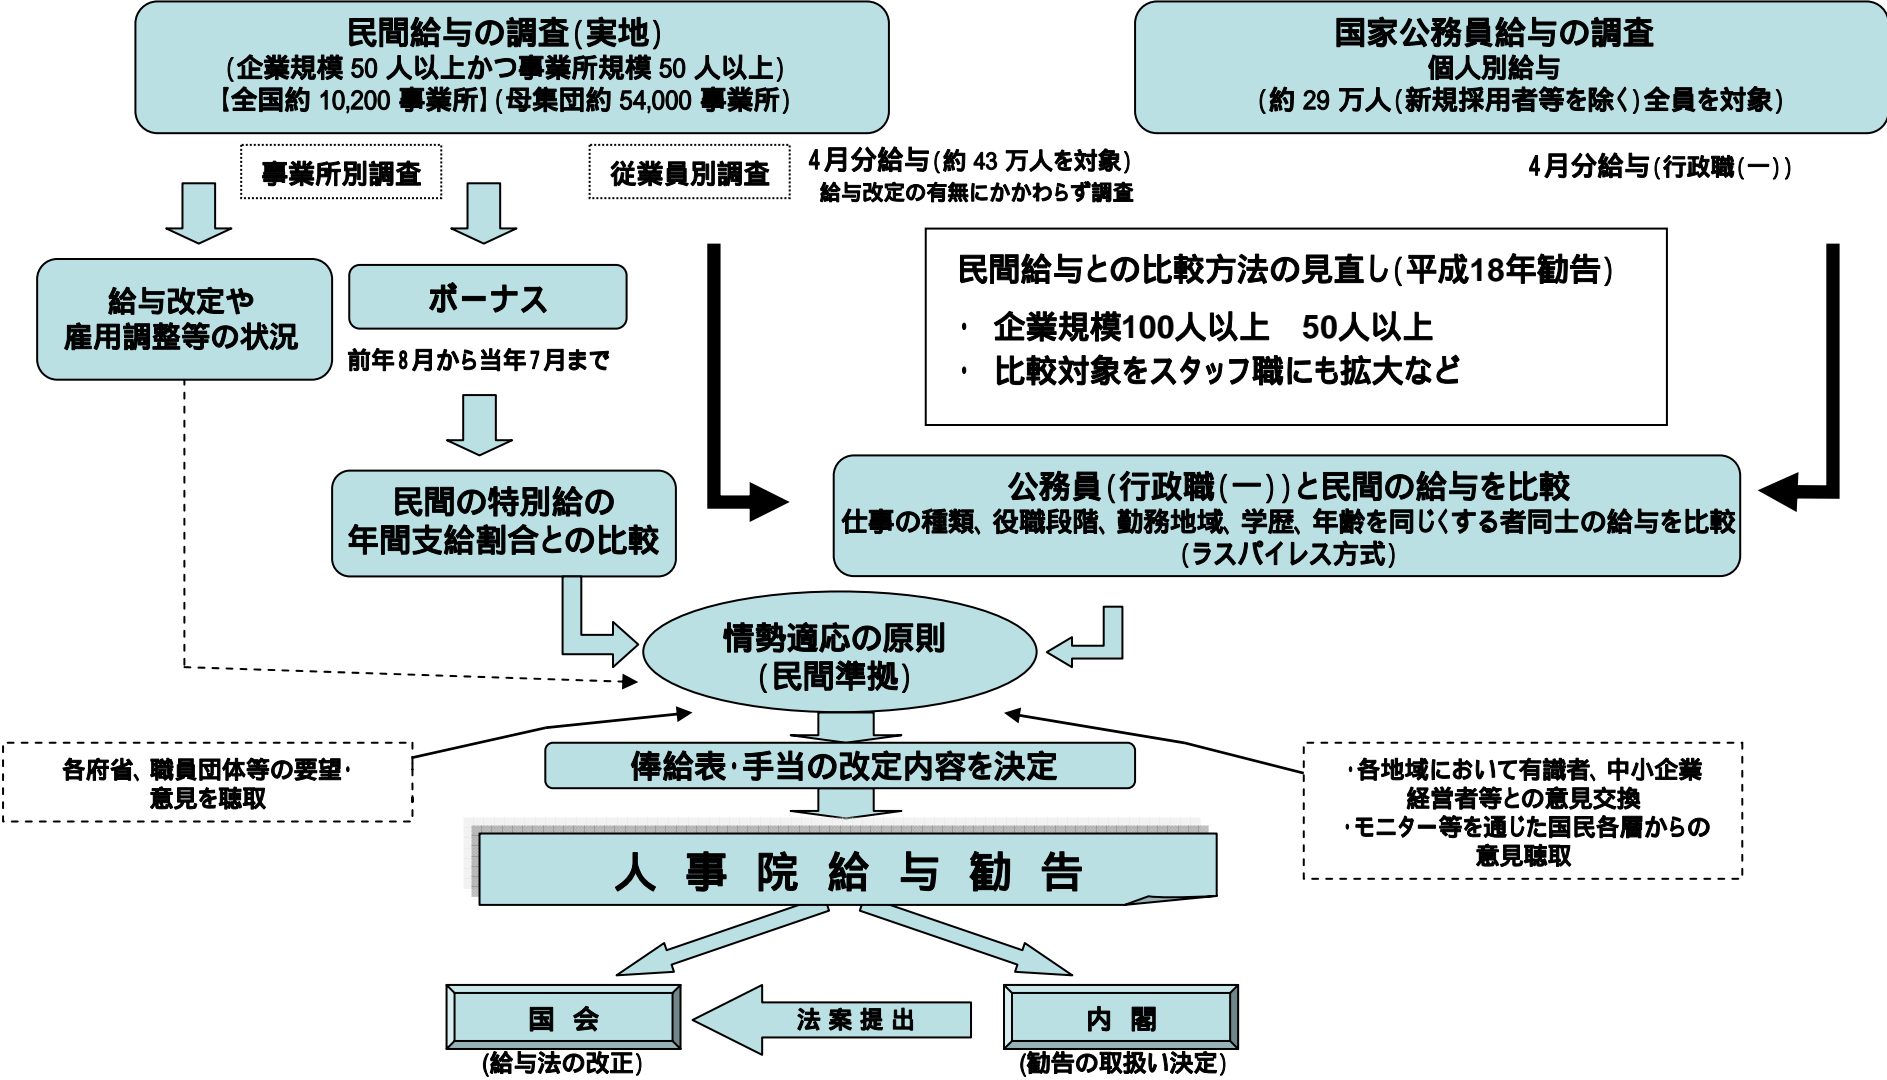 民間給与の調査(実地)
(企業規模 50 人以上かつ事業所規模 50 人以上)
【全国約 10,200 事業所】(母集団約 54,000 事業所)
国家公務員給与の調査
個人別給与
(約 29 万人(新規採用者等を除く)全員を対象)
事業所別調査
従業員別調査
4月分給与(約 43 万人を対象)
給与改定の有無にかかわらず調査
4月分給与(行政職(一))
給与改定や
雇用調整等の状況
ボーナス
前年8月から当年7月まで
民間給与との比較方法の見直し(平成18年勧告)
・ 企業規模100人以上　50人以上
・ 比較対象をスタッフ職にも拡大など
民間の特別給の
年間支給割合との比較
公務員(行政職(一))と民間の給与を比較
仕事の種類、役職段階、勤務地域、学歴、年齢を同じくする者同士の給与を比較
(ラスパイレス方式)
情勢適応の原則
(民間準拠)
各府省、職員団体等の要望・
意見を聴取
俸給表・手当の改定内容を決定
・各地域において有識者、中小企業
経営者等との意見交換
・モニター等を通じた国民各層からの
意見聴取
人事院給与勧告
国会
法案提出
内閣
(給与法の改正)
(勧告の取扱い決定)